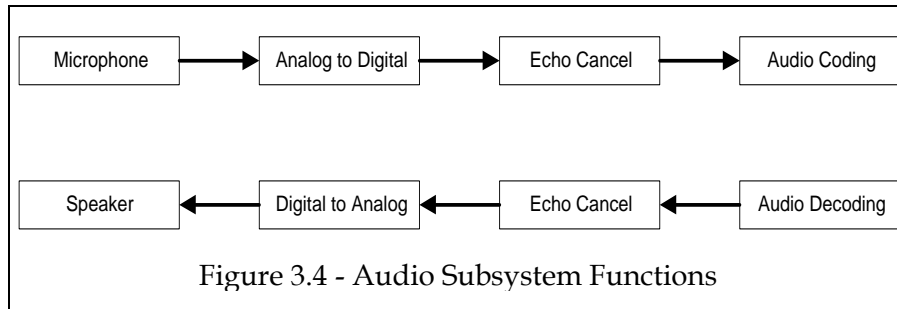 Microphone
Analog to Digital
Echo Cancel
Audio Coding
Speaker
Digital to Analog
Echo Cancel
Audio Decoding
Figure 3.4 - Audio Subsystem Functions